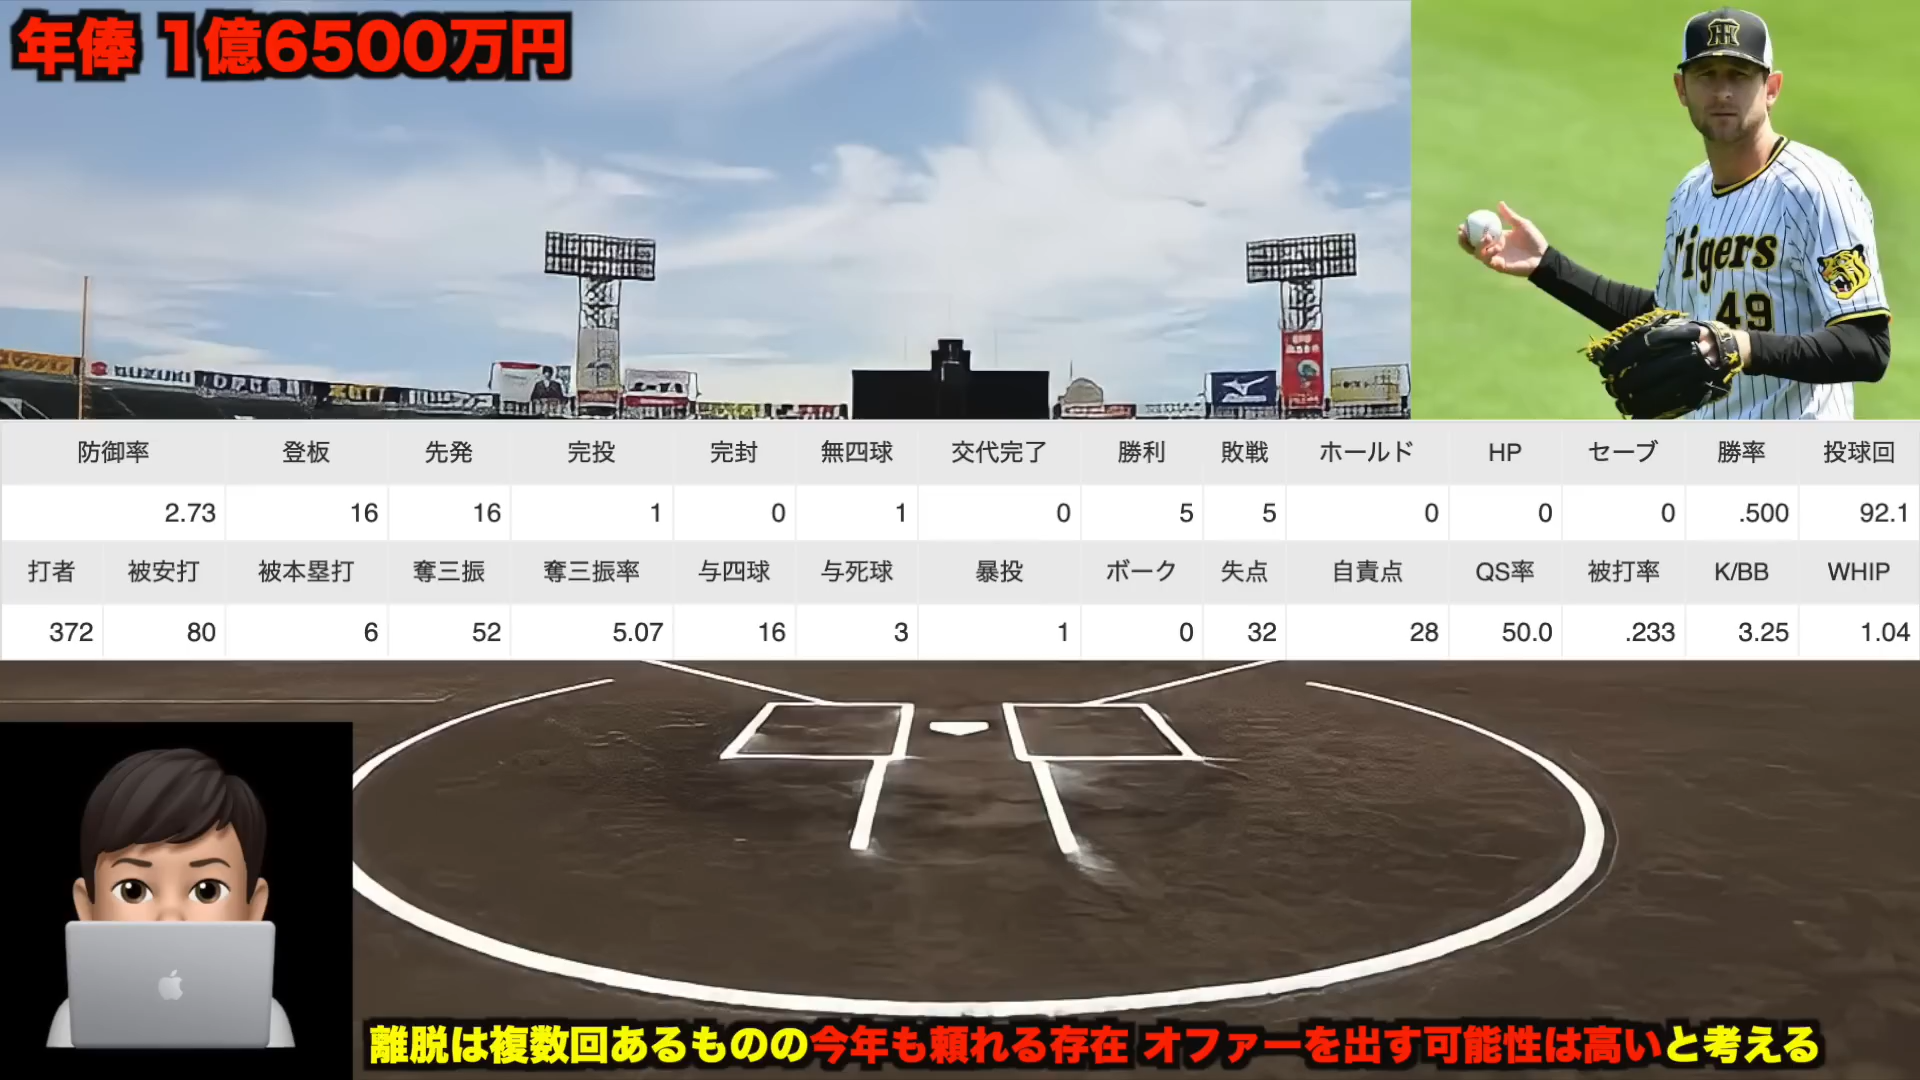 年俸 1億6500万円
SUZUKI
Tigers
49
防御率 登板 先発 完投 完封 無四球 交代完了 勝利 敗戦 ホールド HP セーブ 勝率 投球回
2.73 16 16 1 0 1 0 5 5 0 0 0 .500 92.1
打者 被安打 被本塁打 奪三振 奪三振率 与四球 与死球 暴投 ボーク 失点 自責点 QS率 被打率 K/BB WHIP
372 80 6 52 5.07 16 3 1 0 32 28 50.0 .233 3.25 1.04
離脱は複数回あるものの今年も頼れる存在 オファーを出す可能性は高いと考える